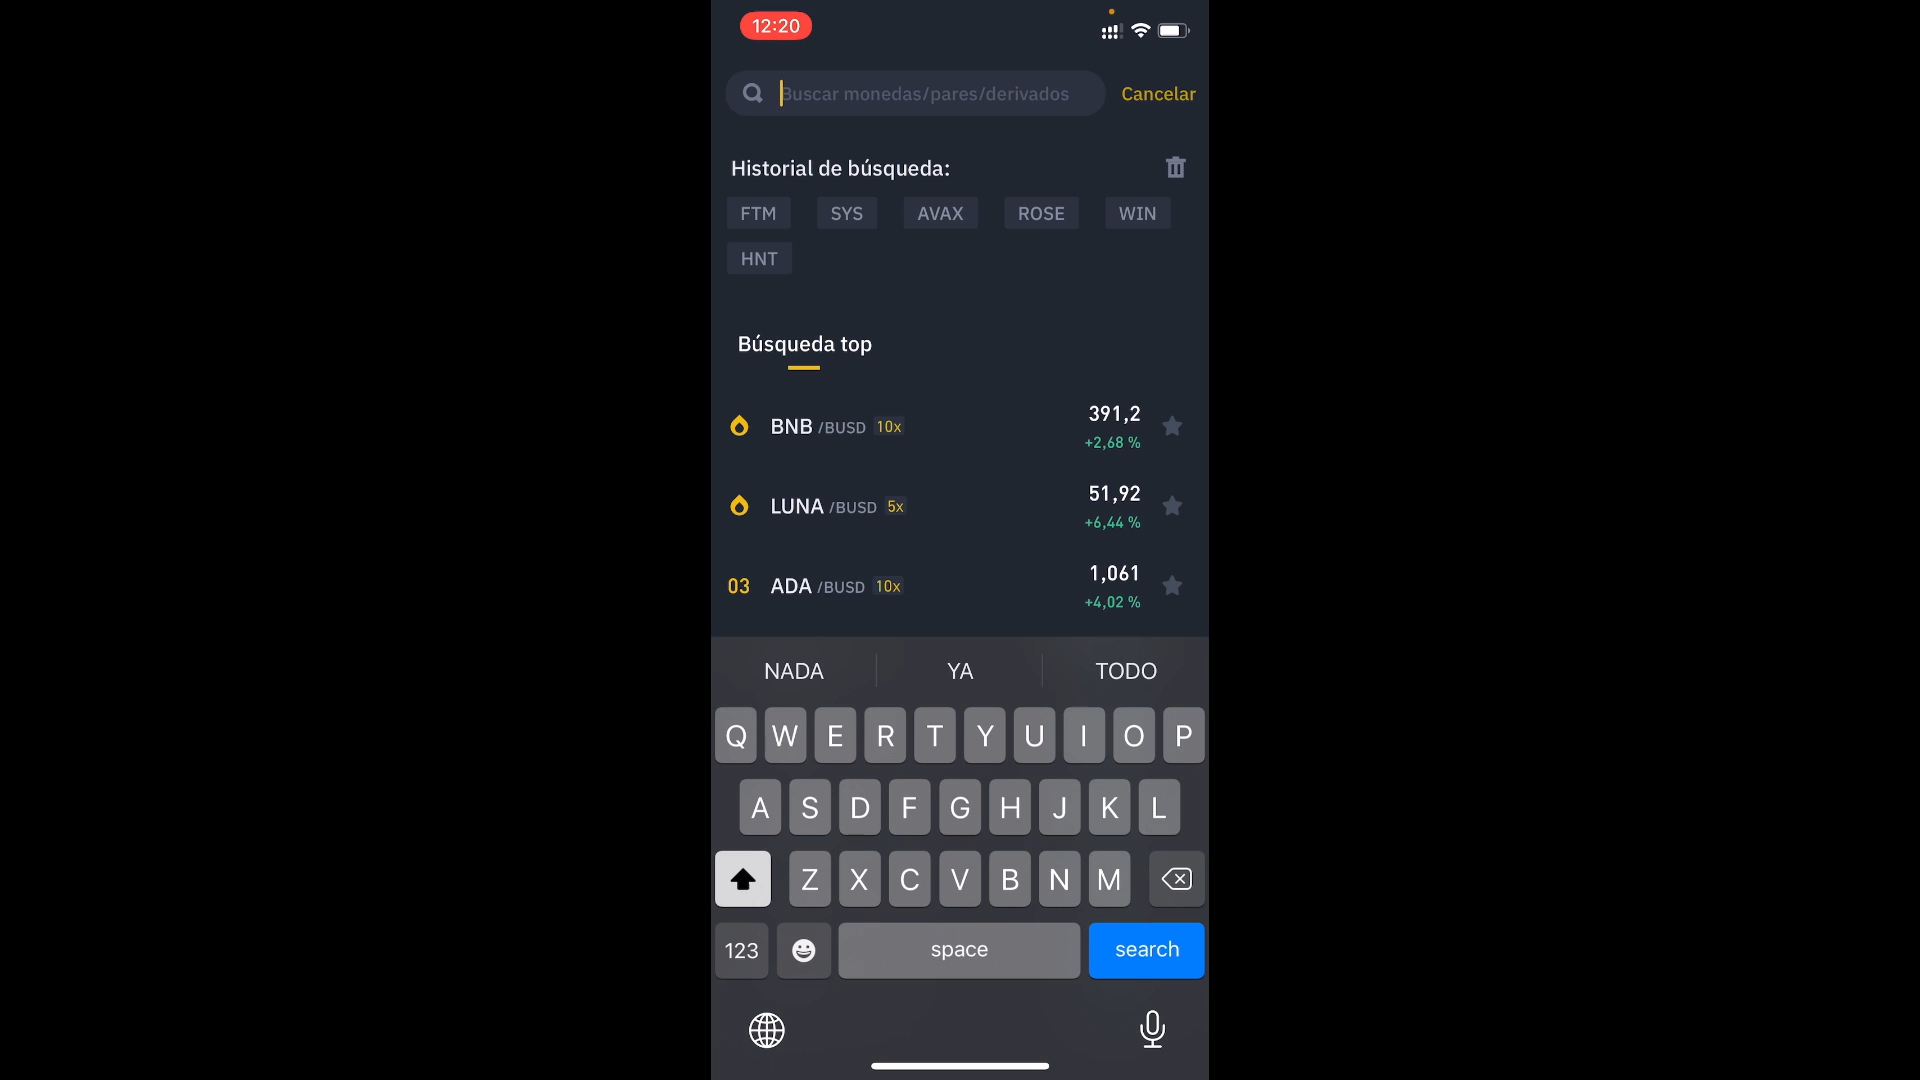 12:20
Buscar monedas/pares/derivados Cancelar
Historial de búsqueda:
FTM SYS AVAX ROSE WIN
HNT
Búsqueda top
BNB /BUSD 10x 391,2
+2,68 %
LUNA /BUSD 5x 51,92
+6,44 %
03 ADA /BUSD 10x 1,061
+4,02 %
NADA YA TODO
Q W E R T Y U I O P
A S D F G H J K L
Z X C V B N M
123 space search